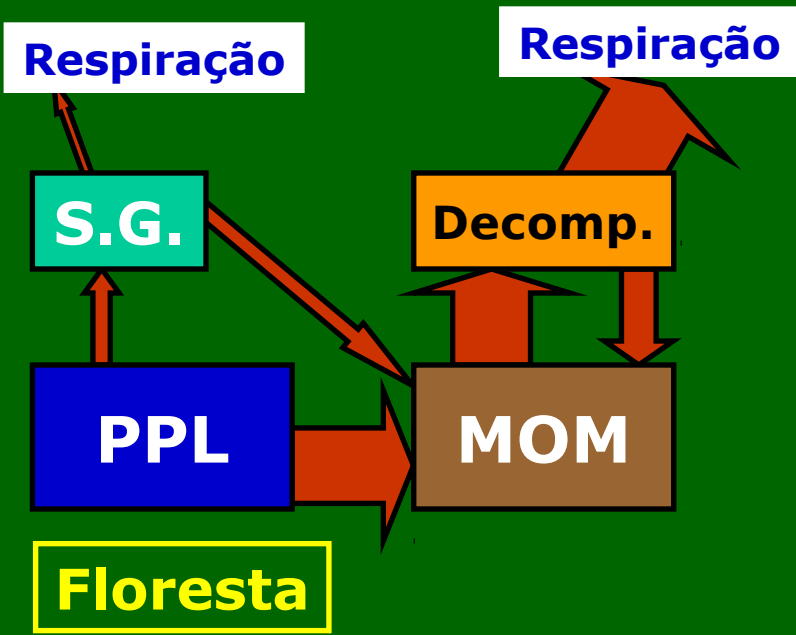 Respiração
Respiração
S.G.
Decomp.
PPL
MOM
Floresta